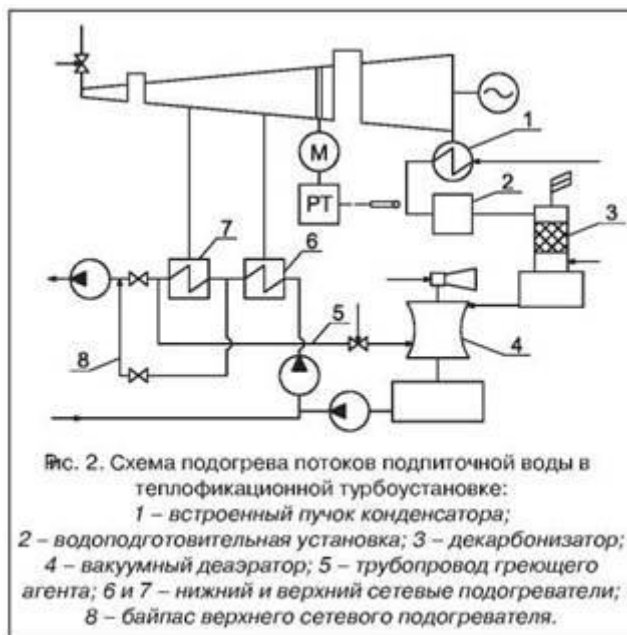 1
2
М
РТ
3
7
6
5
4
8
Рис. 2. Схема подогрева потоков подпиточной воды в
теплофикационной турбоустановке:
1 – встроенный пучок конденсатора;
2 – водоподготовительная установка; 3 – декарбонизатор;
4 – вакуумный деаэратор; 5 – трубопровод греющего
агента; 6 и 7 – нижний и верхний сетевые подогреватели;
8 – байпас верхнего сетевого подогревателя.